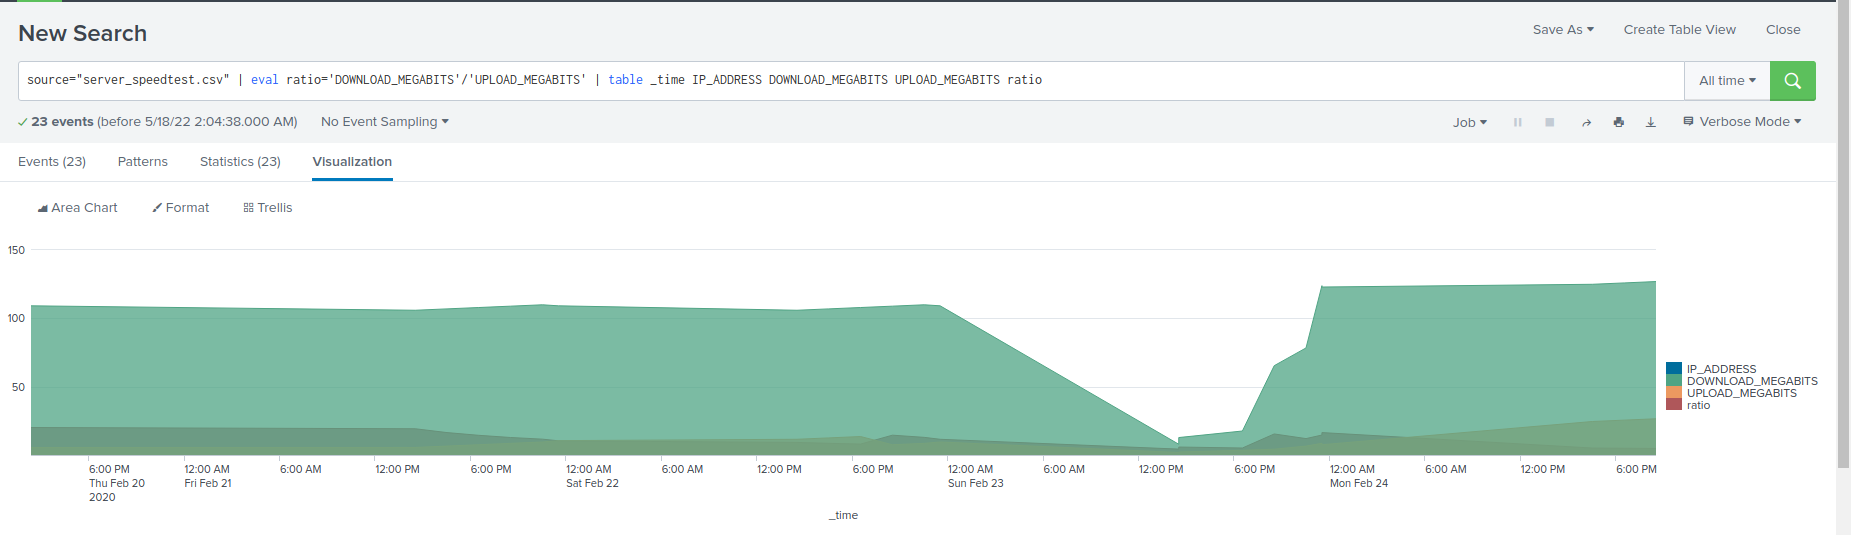 New Search
Save As Create Table View Close
source="server_speedtest.csv" | eval ratio='DOWNLOAD_MEGABITS'/'UPLOAD_MEGABITS' | table _time IP_ADDRESS DOWNLOAD_MEGABITS UPLOAD_MEGABITS ratio
All time
23 events (before 5/18/22 2:04:38.000 AM) No Event Sampling
Job Verbose Mode
Events (23) Patterns Statistics (23) Visualization
Area Chart Format Trellis
150
100
50
IP_ADDRESS
DOWNLOAD_MEGABITS
UPLOAD_MEGABITS
ratio
6:00 PM 12:00 AM 6:00 AM 12:00 PM 6:00 PM 12:00 AM 6:00 AM 12:00 PM 6:00 PM 12:00 AM 6:00 AM 12:00 PM 6:00 PM 12:00 AM 6:00 AM 12:00 PM 6:00 PM
Thu Feb 20 Fri Feb 21 Sat Feb 22 Sun Feb 23 Mon Feb 24
2020
_time